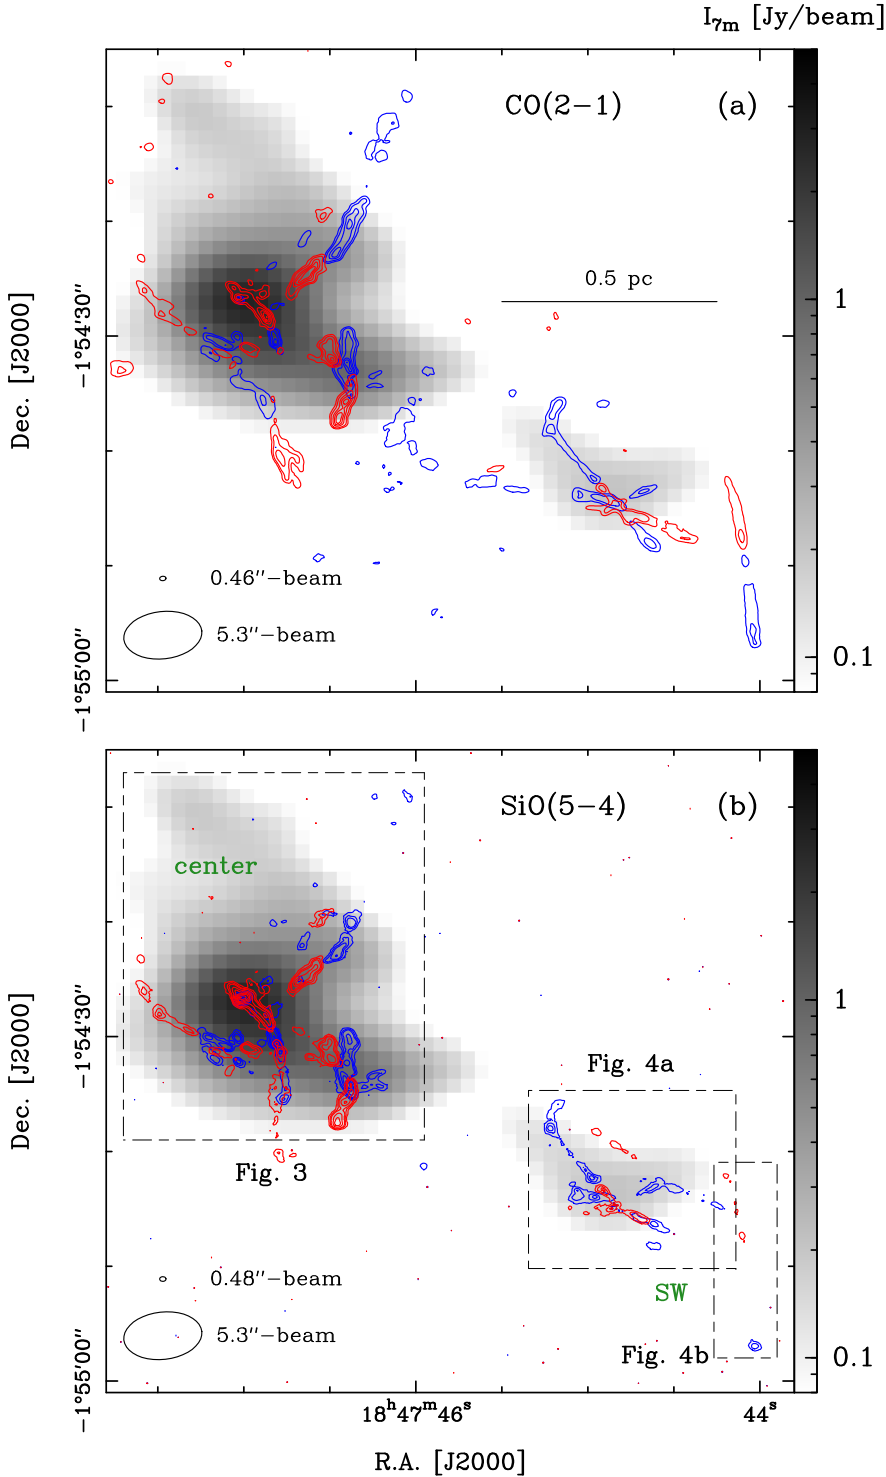 I7m [Jy/beam]
CO(2−1) (a)
0.5 pc
1
−1°54′30″
Dec. [J2000]
0.46″−beam
5.3″−beam
0.1
−1°55′00″
SiO(5−4) (b)
center
1
−1°54′30″
Dec. [J2000]
Fig. 4a
Fig. 3
0.48″−beam
SW
5.3″−beam
Fig. 4b
0.1
−1°55′00″
18h47m46s 44s
R.A. [J2000]